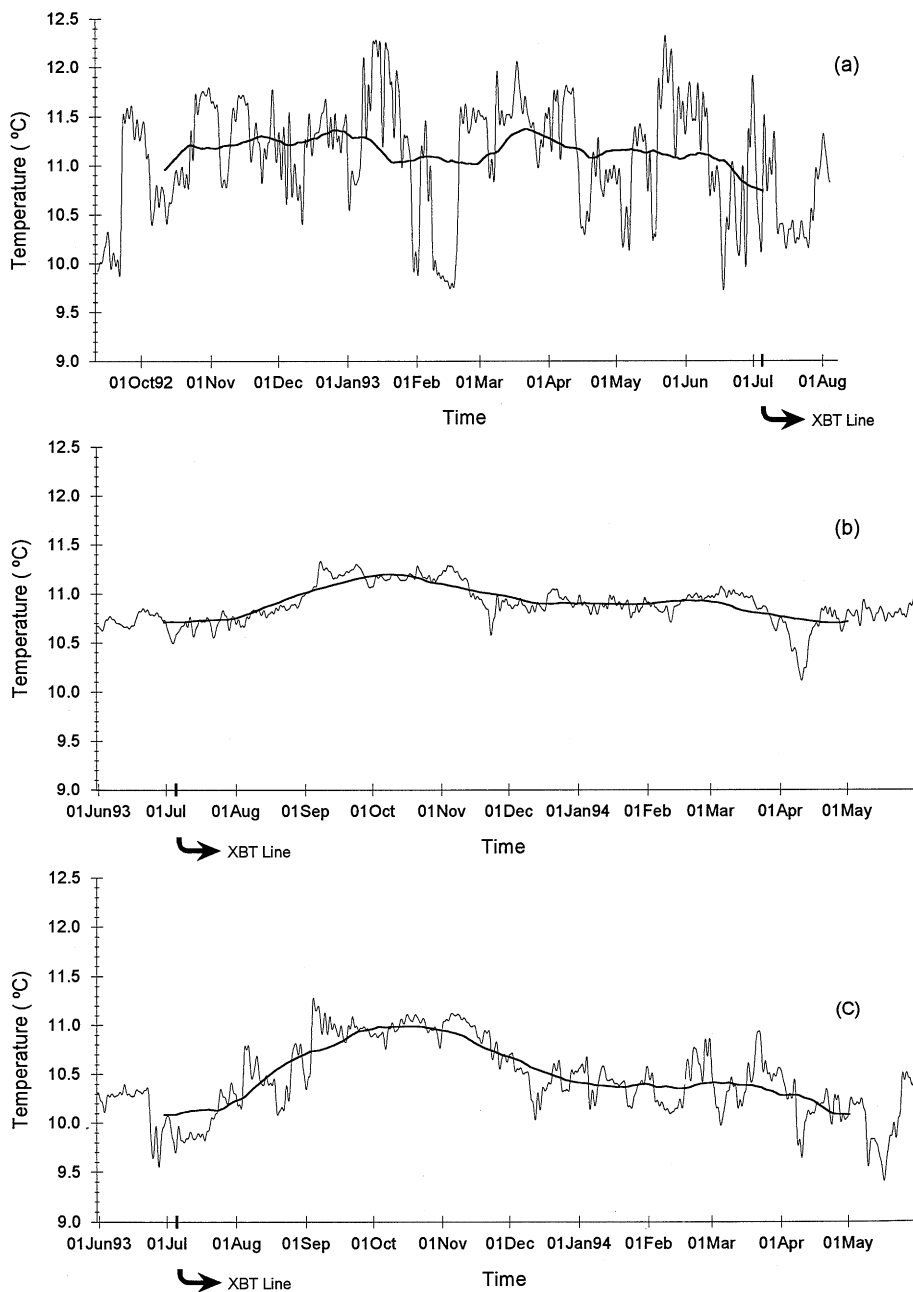 12.5
(a)
12.0
11.5
11.0
10.5
10.0
9.5
9.0
Temperature ( ºC)
01Oct92 01Nov 01Dec 01Jan93 01Feb 01Mar 01Apr 01May 01Jun 01Jul 01Aug
Time
XBT Line
12.5
12.0
(b)
11.5
11.0
10.5
10.0
9.5
9.0
Temperature ( ºC)
01Jun93 01Jul 01Aug 01Sep 01Oct 01Nov 01Dec 01Jan94 01Feb 01Mar 01Apr 01May
Time
XBT Line
12.5
12.0
11.5
(C)
11.0
10.5
10.0
9.5
9.0
Temperature ( ºC)
01Jun93 01Jul 01Aug 01Sep 01Oct 01Nov 01Dec 01Jan94 01Feb 01Mar 01Apr 01May
Time
XBT Line